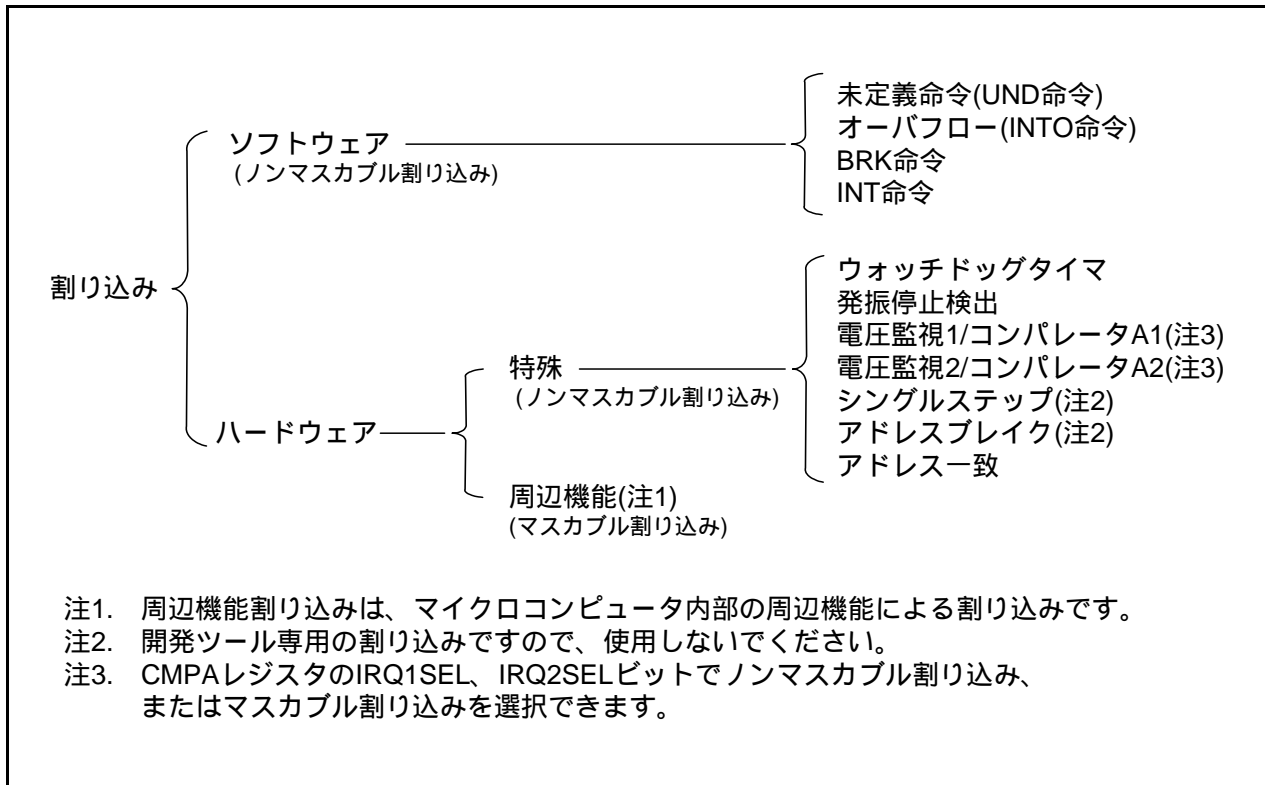 ソフトウェア
(ノンマスカブル割り込み)
未定義命令(UND命令)
オーバフロー(INTO命令)
BRK命令
INT命令
割り込み
ハードウェア
特殊
(ノンマスカブル割り込み)
ウォッチドッグタイマ
発振停止検出
電圧監視1/コンパレータA1(注3)
電圧監視2/コンパレータA2(注3)
シングルステップ(注2)
アドレスブレイク(注2)
アドレス一致
周辺機能(注1)
(マスカブル割り込み)
注1. 周辺機能割り込みは、マイクロコンピュータ内部の周辺機能による割り込みです。
注2. 開発ツール専用の割り込みですので、使用しないでください。
注3. CMPAレジスタのIRQ1SEL、IRQ2SELビットでノンマスカブル割り込み、
またはマスカブル割り込みを選択できます。